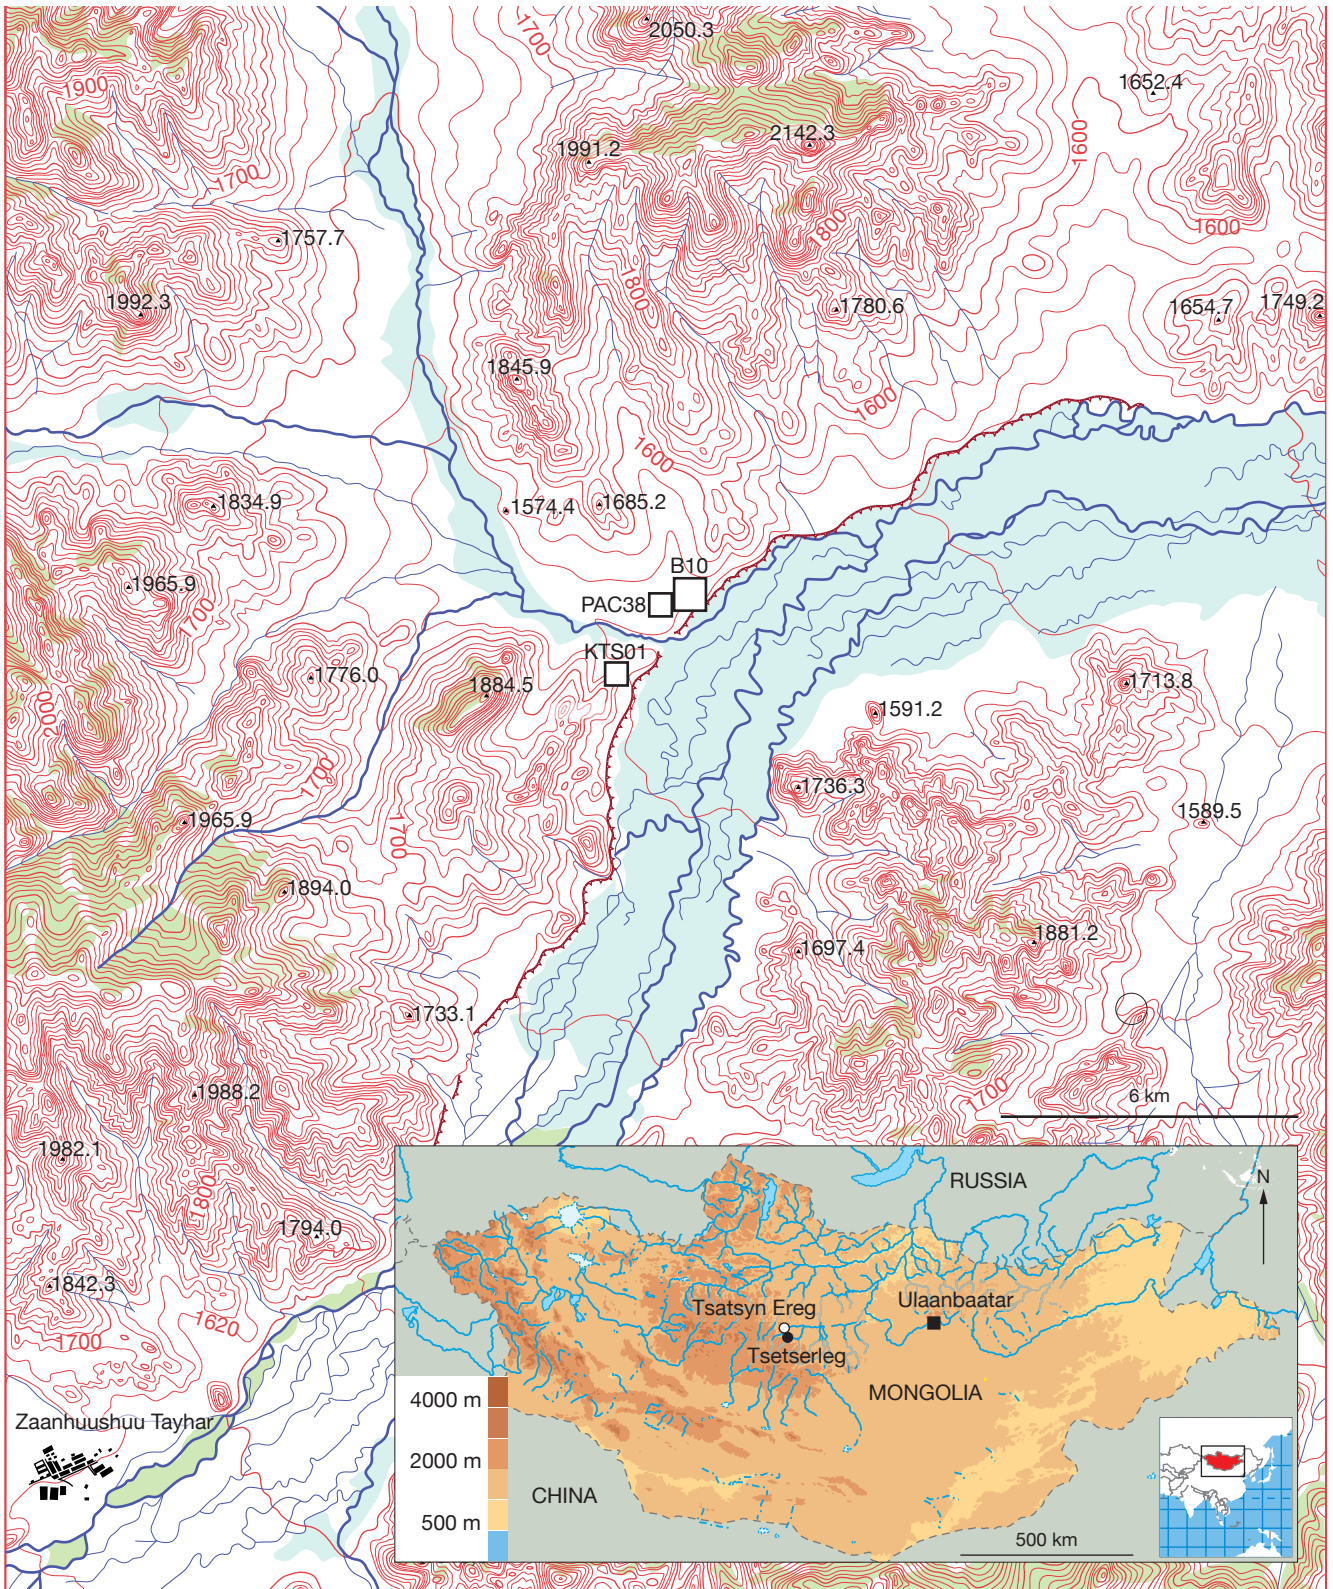 2050.3
1700
1652.4
1900
1600
2142.3
1991.2
1700
1800
1600
1757.7
1800
1992.3
1780.6
1654.7
1749.2
1845.9
1600
1600
1834.9
1574.4
1685.2
B10
1965.9
PAC38
1700
KTS01
1776.0
1884.5
1713.8
2000
1591.2
1700
1736.3
1965.9
1589.5
1700
1894.0
1881.2
1697.4
1733.1
1988.2
1700
6 km
1982.1
RUSSIA
N
1800
1794.0
1842.3
Tsatsyn Ereg
Ulaanbaatar
1620
1700
Tsetserleg
MONGOLIA
4000 m
Zaanhuushuu Tayhar
2000 m
CHINA
500 m
500 km